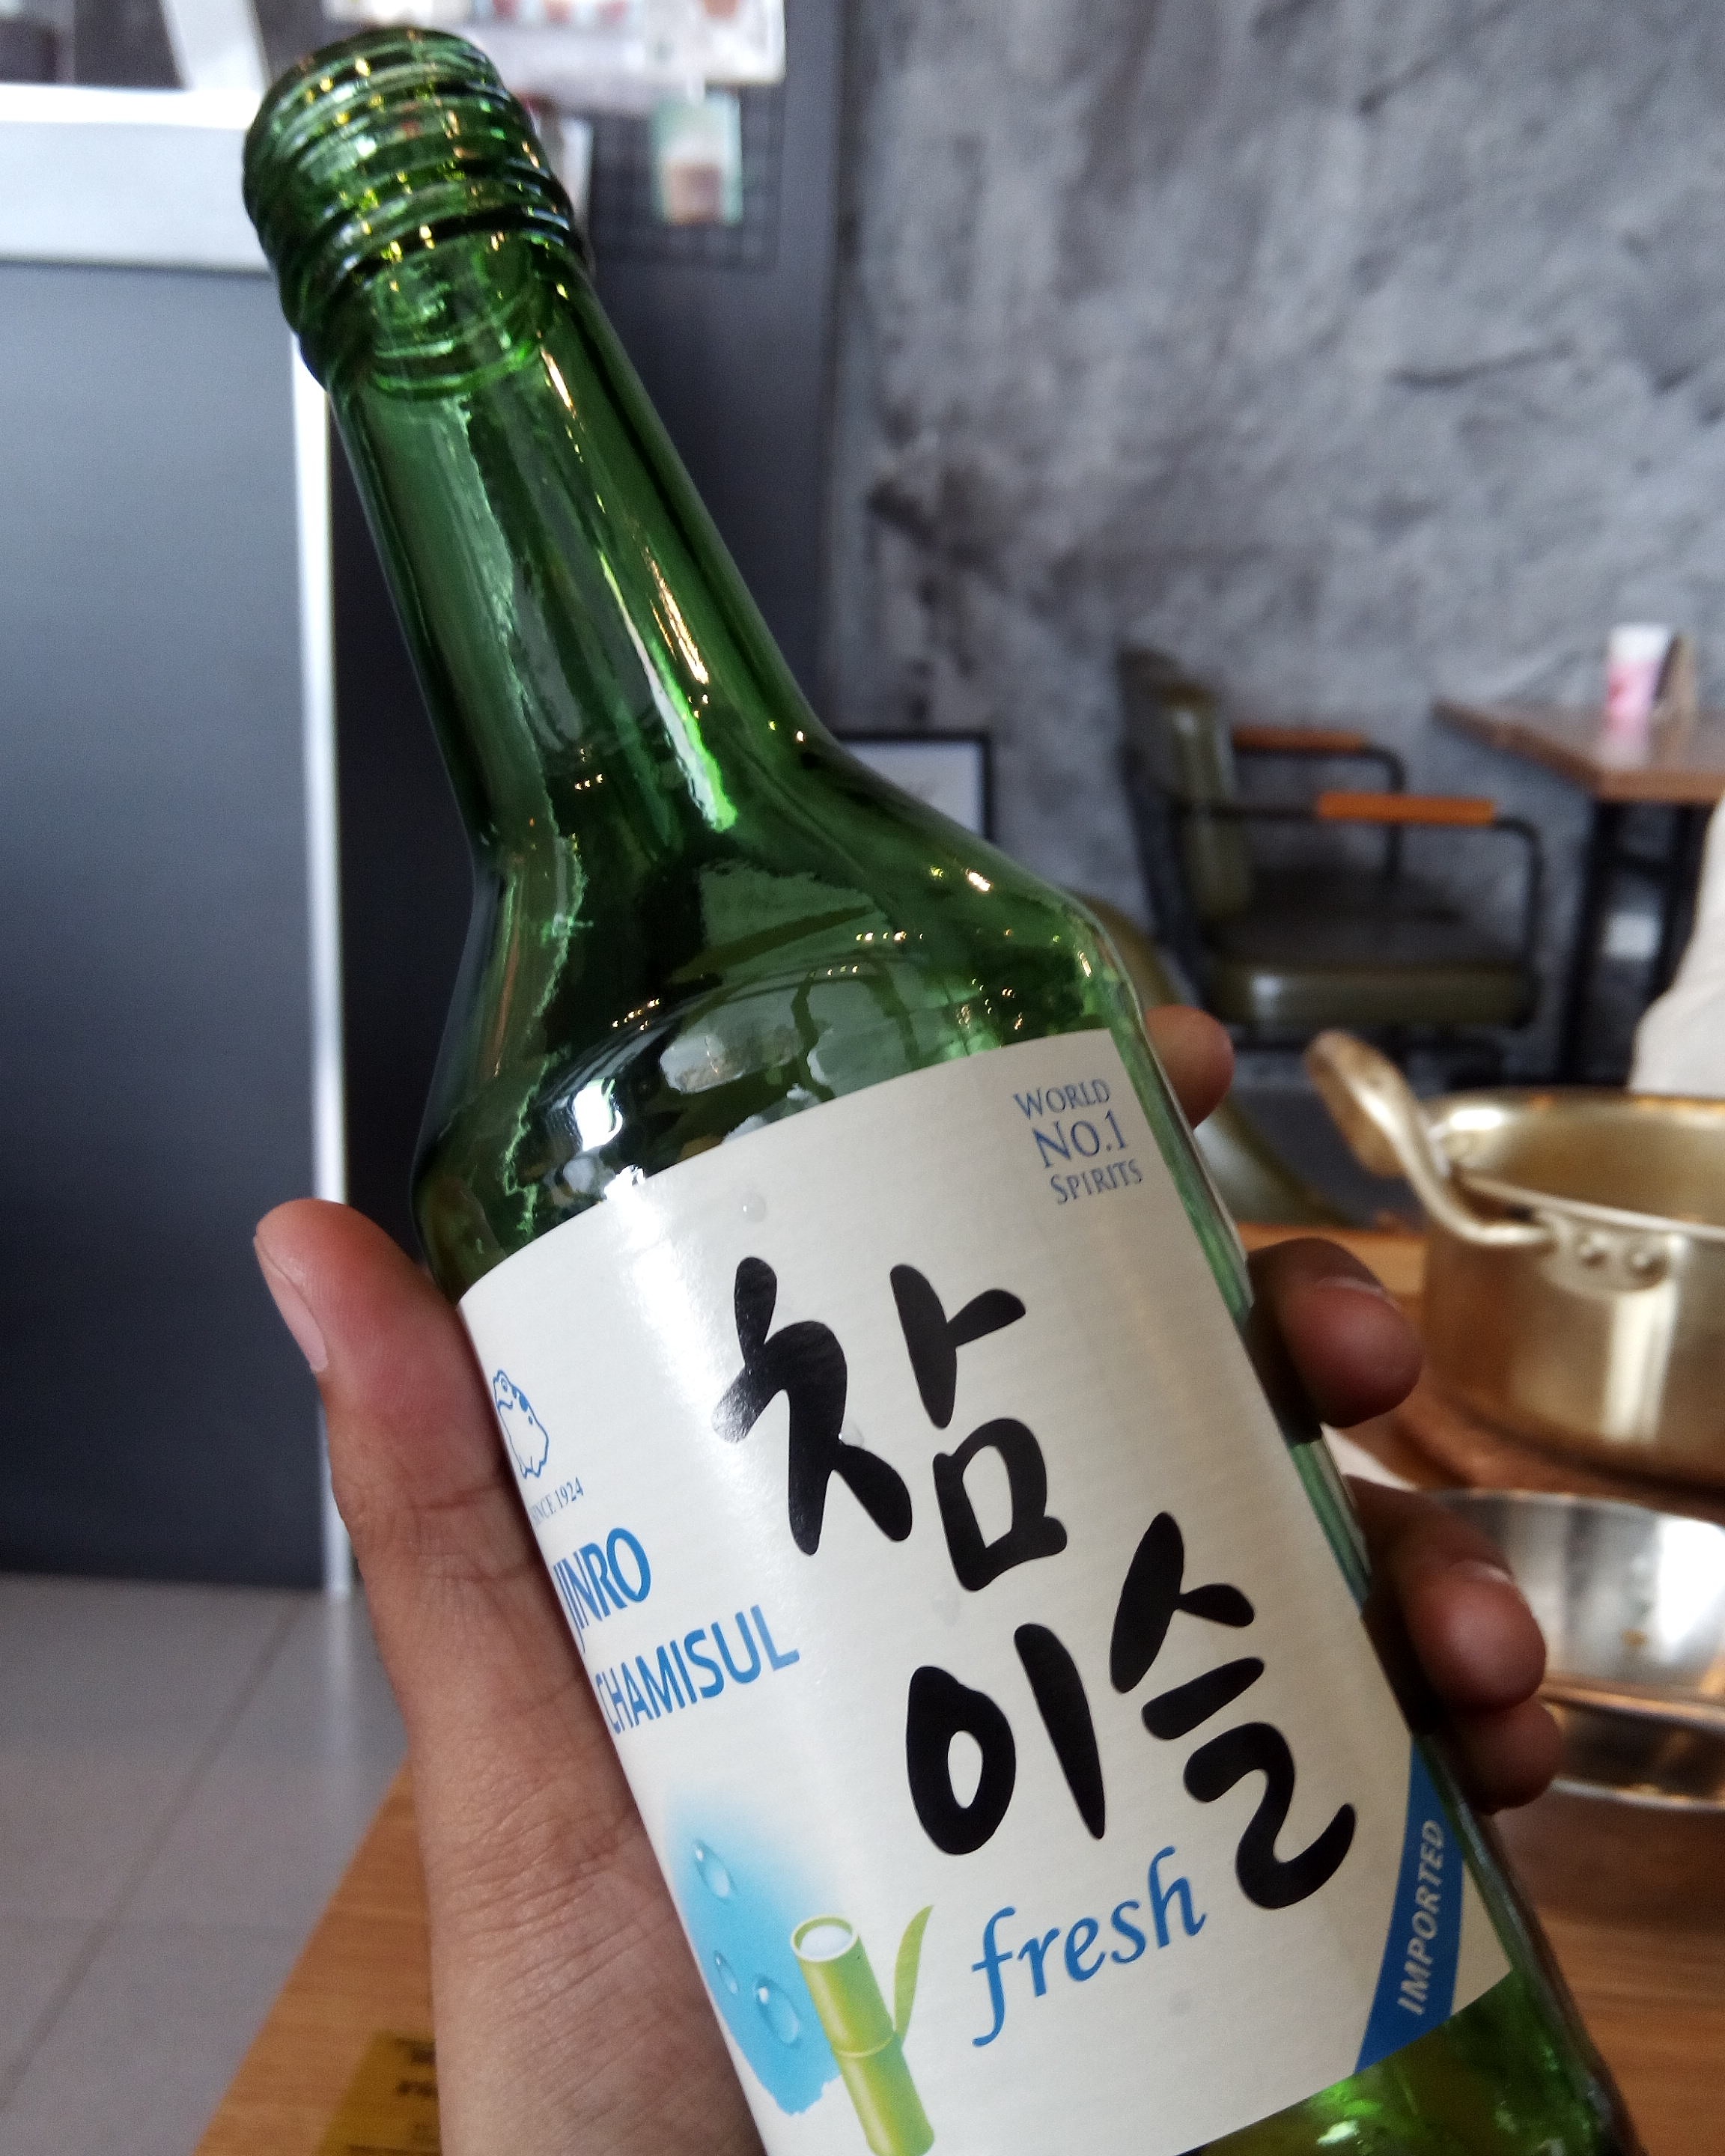 WORLD
NO.1
SPIRITS
참
이슬
SINCE 1924
JINRO
CHAMISUL
fresh
IMPORTED